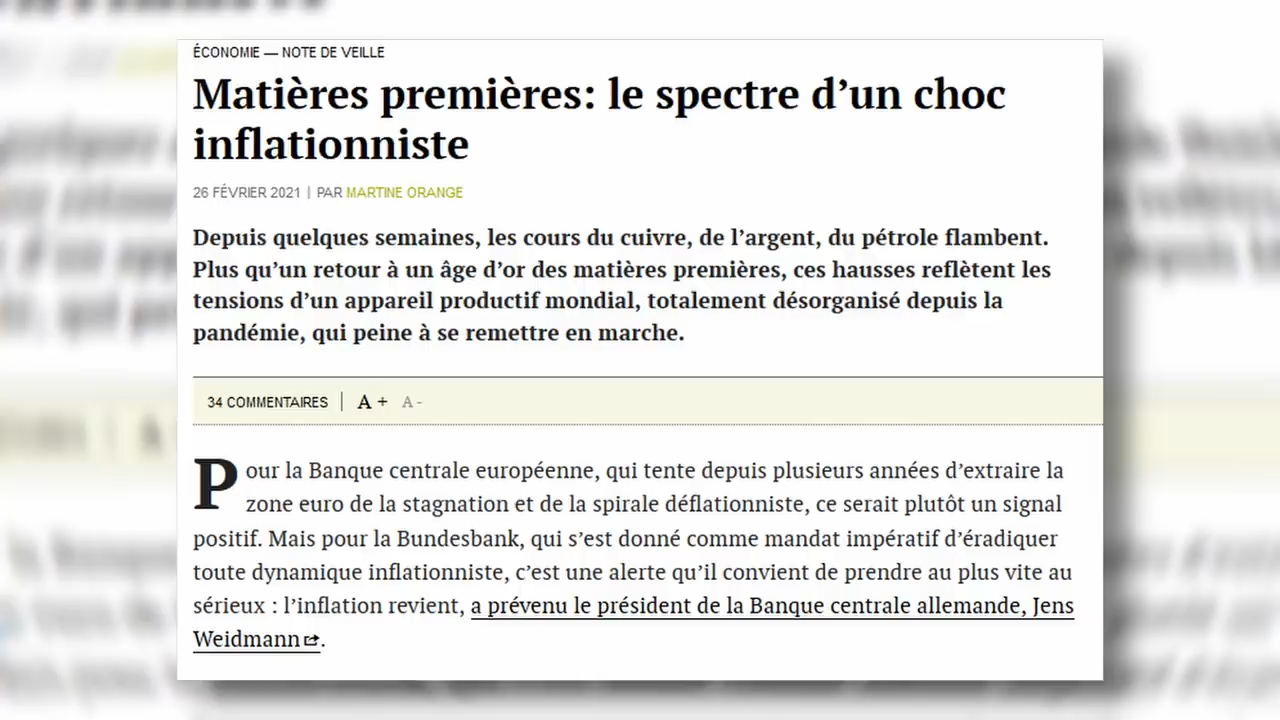 ÉCONOMIE — NOTE DE VEILLE
Matières premières: le spectre d’un choc
inflationniste
26 FÉVRIER 2021 | PAR MARTINE ORANGE
Depuis quelques semaines, les cours du cuivre, de l’argent, du pétrole flambent.
Plus qu’un retour à un âge d’or des matières premières, ces hausses reflètent les
tensions d’un appareil productif mondial, totalement désorganisé depuis la
pandémie, qui peine à se remettre en marche.
34 COMMENTAIRES | A + A -
Pour la Banque centrale européenne, qui tente depuis plusieurs années d’extraire la
zone euro de la stagnation et de la spirale déflationniste, ce serait plutôt un signal
positif. Mais pour la Bundesbank, qui s’est donné comme mandat impératif d’éradiquer
toute dynamique inflationniste, c’est une alerte qu’il convient de prendre au plus vite au
sérieux : l’inflation revient, a prévenu le président de la Banque centrale allemande, Jens
Weidmann.